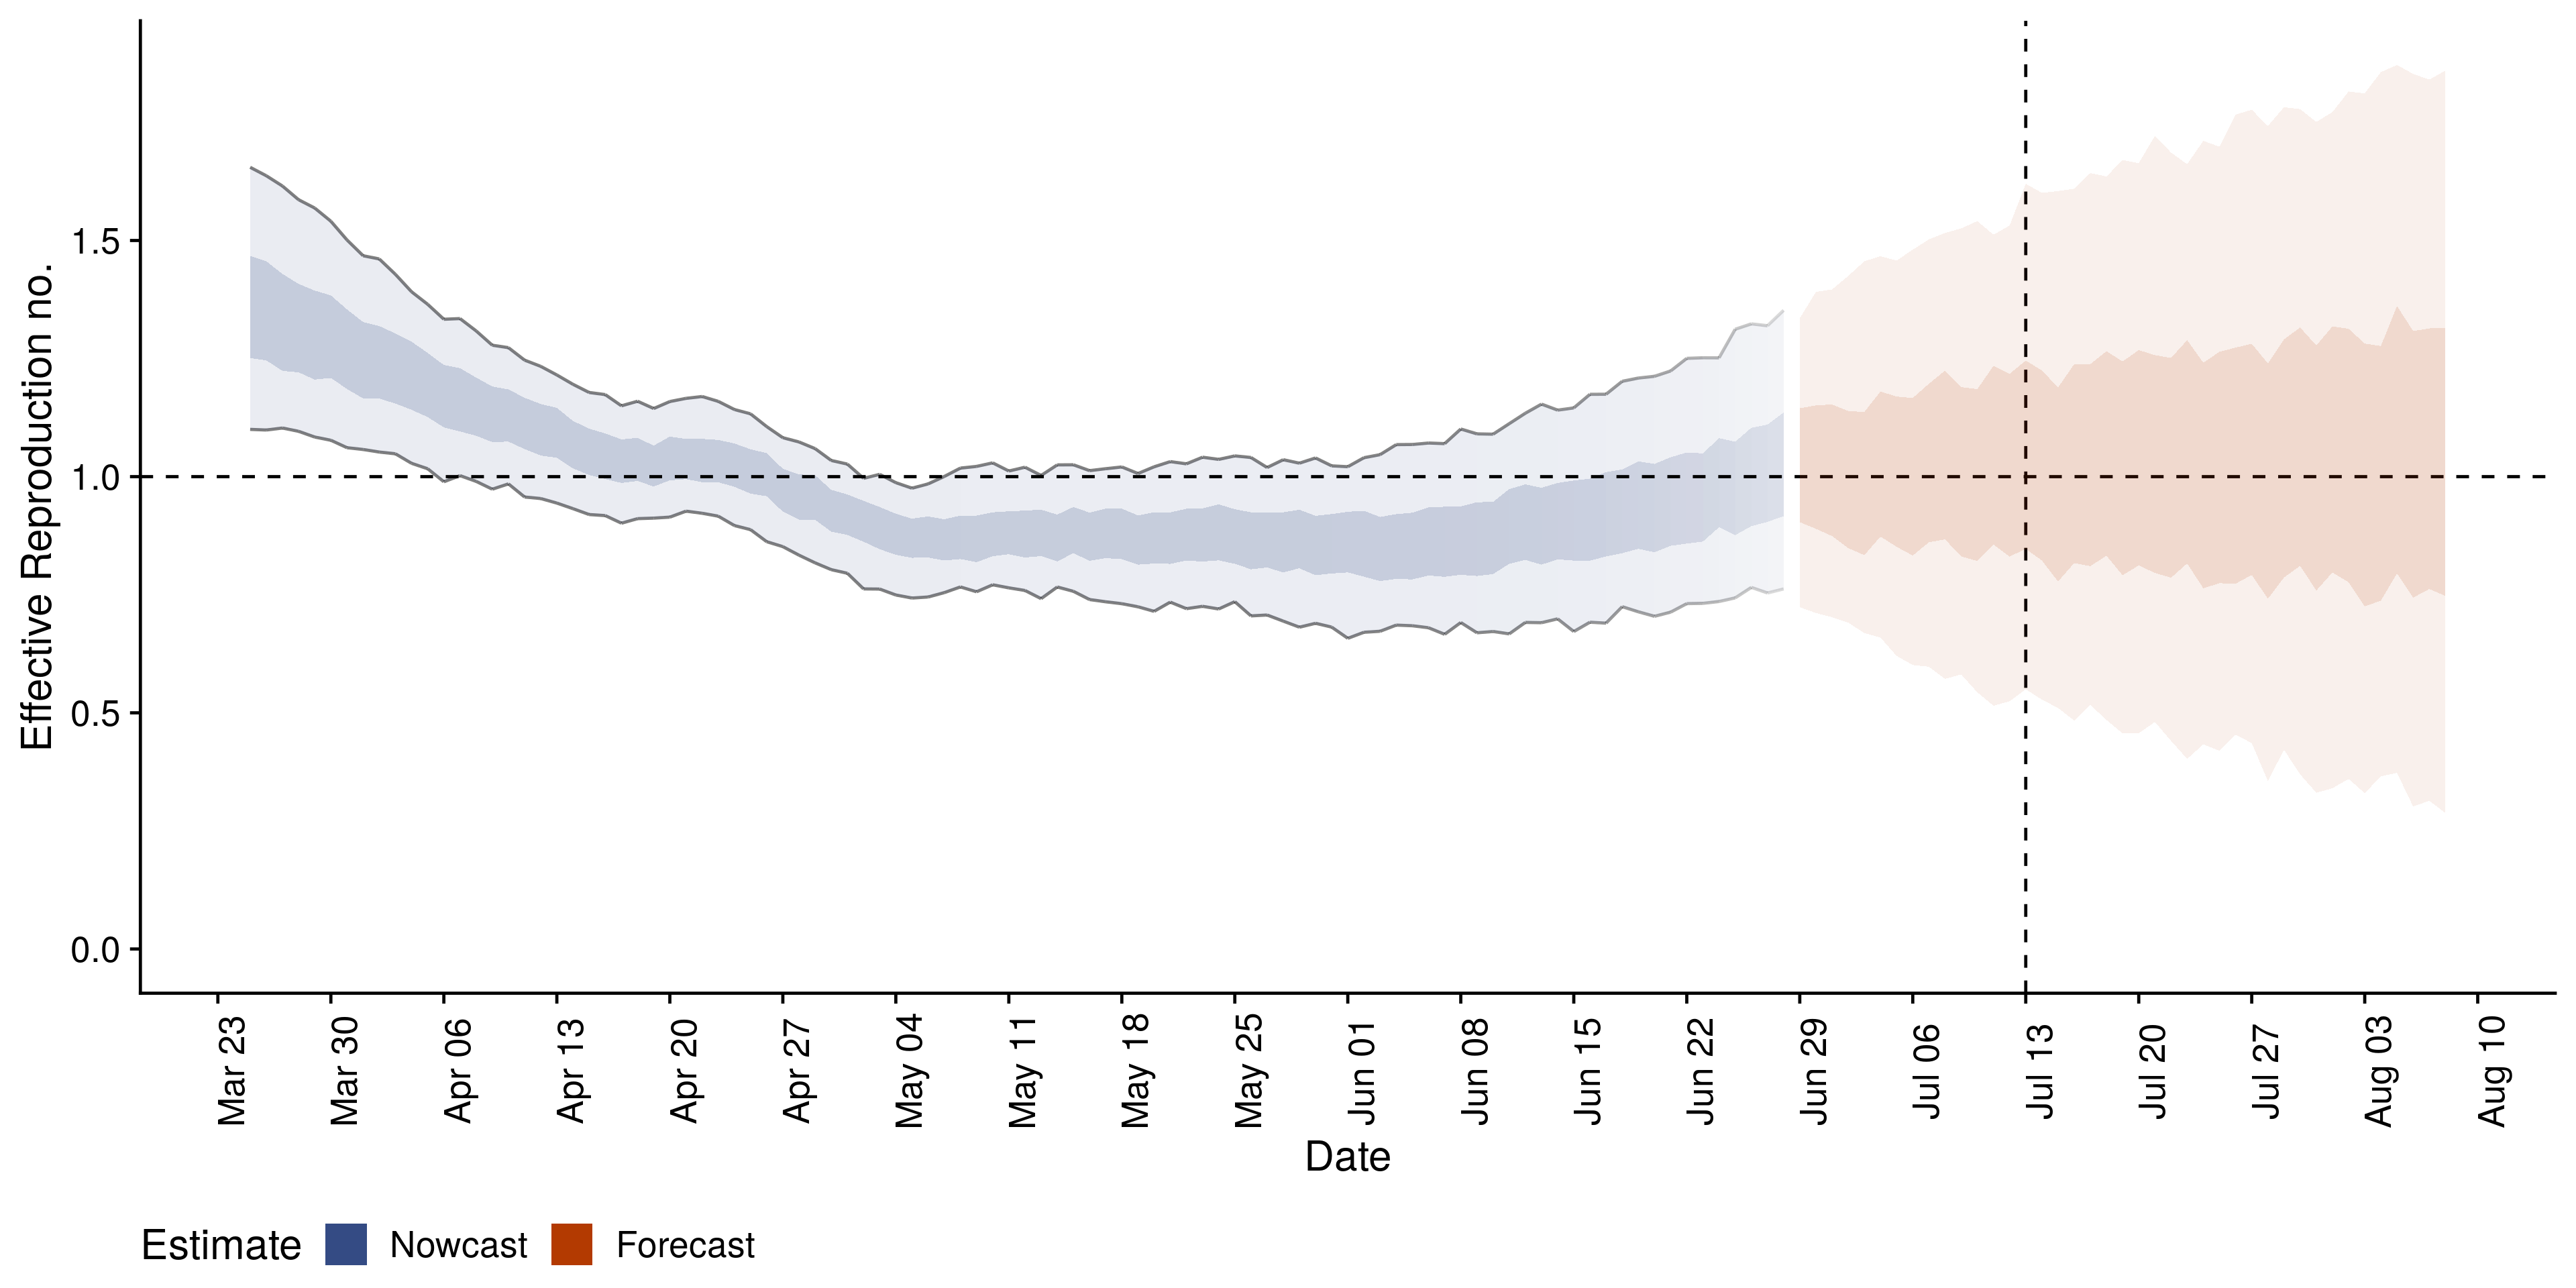 Effective Reproduction no.
1.5
1.0
0.5
0.0
Mar 23
Mar 30
Apr 06
Apr 13
Apr 20
Apr 27
May 04
May 11
May 18
May 25
Jun 01
Jun 08
Jun 15
Jun 22
Jun 29
Jul 06
Jul 13
Jul 20
Jul 27
Aug 03
Aug 10
Date
Estimate Nowcast Forecast